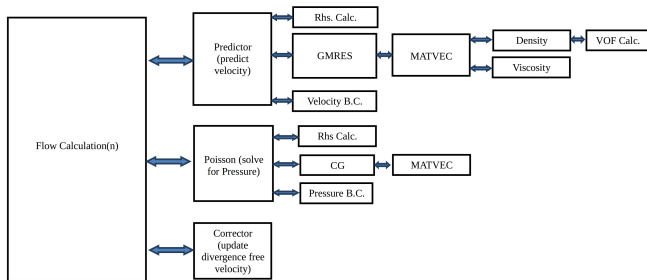 Flow Calculation(n)
Predictor
(predict
velocity)
Rhs. Calc.
GMRES
MATVEC
Density
VOF Calc.
Viscosity
Velocity B.C.
Poisson (solve
for Pressure)
Rhs Calc.
CG
MATVEC
Pressure B.C.
Corrector
(update
divergence free
velocity)